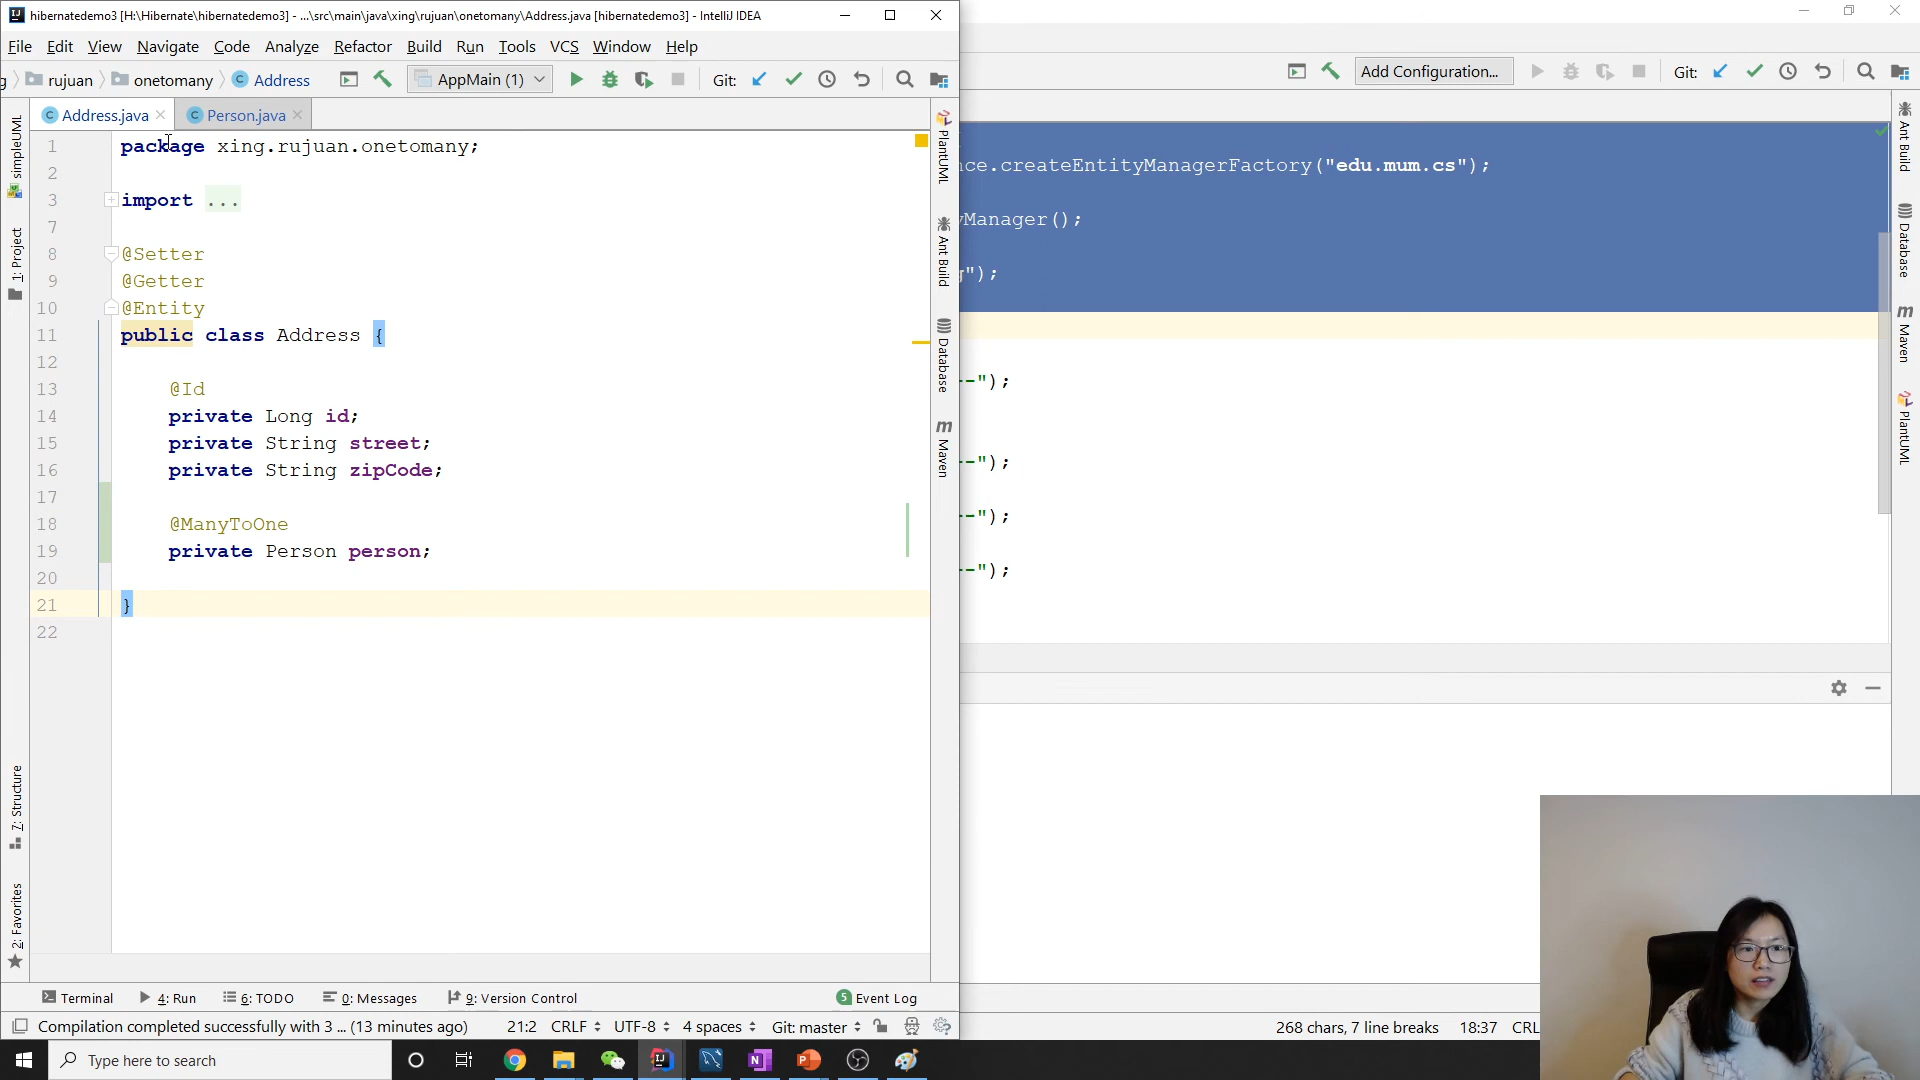 hibernatedemo3 [H:\Hibernate\hibernatedemo3] - ...\src\main\java\xing\rujuan\onetomany\Address.java [hibernatedemo3] - IntelliJ IDEA
File Edit View Navigate Code Analyze Refactor Build Run Tools VCS Window Help
rujuan onetomany Address AppMain (1) Git:
Add Configuration... Git:
Address.java Person.java
1 package xing.rujuan.onetomany;
2
3 import ...
7
8 @Setter
9 @Getter
10 @Entity
11 public class Address {
12
13 @Id
14 private Long id;
15 private String street;
16 private String zipCode;
17
18 @ManyToOne
19 private Person person;
20
21 }
22
nce.createEntityManagerFactory("edu.mum.cs");
yManager();
g");
--");
--");
--");
--");
simpleUML
1: Project
7: Structure
2: Favorites
PlantUML
Ant Build
Database
Maven
Ant Build
Database
Maven
PlantUML
Terminal 4: Run 6: TODO 0: Messages 9: Version Control 5 Event Log
Compilation completed successfully with 3 ... (13 minutes ago) 21:2 CRLF UTF-8 4 spaces Git: master
268 chars, 7 line breaks 18:37 CRL
Type here to search